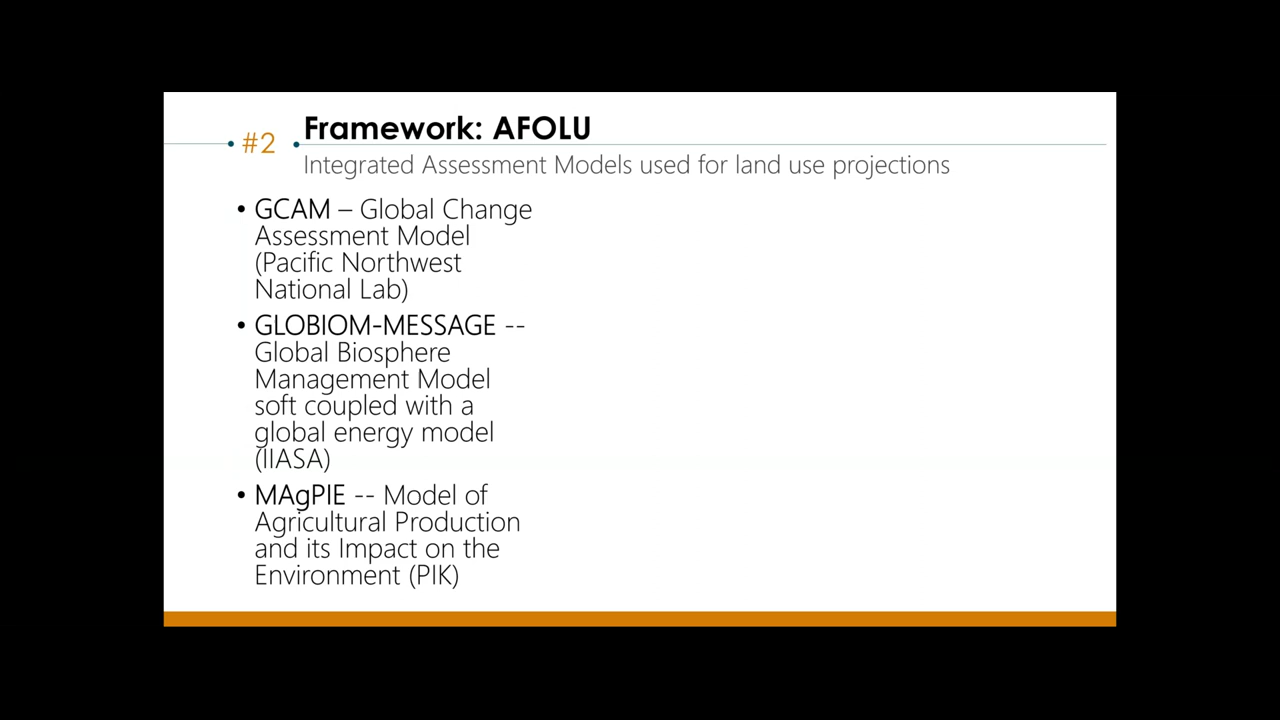 #2
Framework: AFOLU
Integrated Assessment Models used for land use projections
• GCAM – Global Change
Assessment Model
(Pacific Northwest
National Lab)
• GLOBIOM-MESSAGE --
Global Biosphere
Management Model
soft coupled with a
global energy model
(IIASA)
• MAgPIE -- Model of
Agricultural Production
and its Impact on the
Environment (PIK)